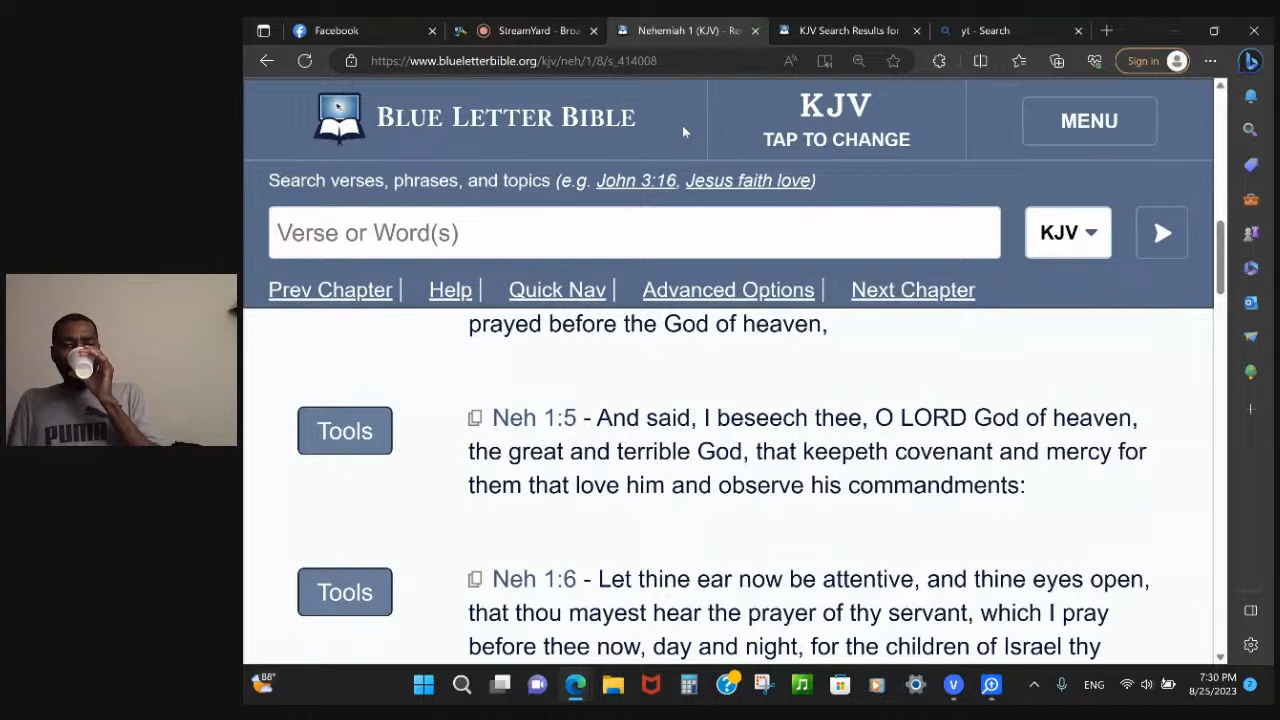 Facebook
StreamYard - Broa
Nehemiah 1 (KJV) - Re
KJV Search Results for
yt - Search
https://www.blueletterbible.org/kjv/neh/1/8/s_414008
Sign in
BLUE LETTER BIBLE
KJV
TAP TO CHANGE
MENU
Search verses, phrases, and topics (e.g. John 3:16, Jesus faith love)
Verse or Word(s)
KJV
Prev Chapter | Help | Quick Nav | Advanced Options | Next Chapter
prayed before the God of heaven,
Tools
Neh 1:5 - And said, I beseech thee, O LORD God of heaven,
the great and terrible God, that keepeth covenant and mercy for
them that love him and observe his commandments:
Tools
Neh 1:6 - Let thine ear now be attentive, and thine eyes open,
that thou mayest hear the prayer of thy servant, which I pray
before thee now, day and night, for the children of Israel thy
PUMA
88°
ENG
7:30 PM
8/25/2023
2